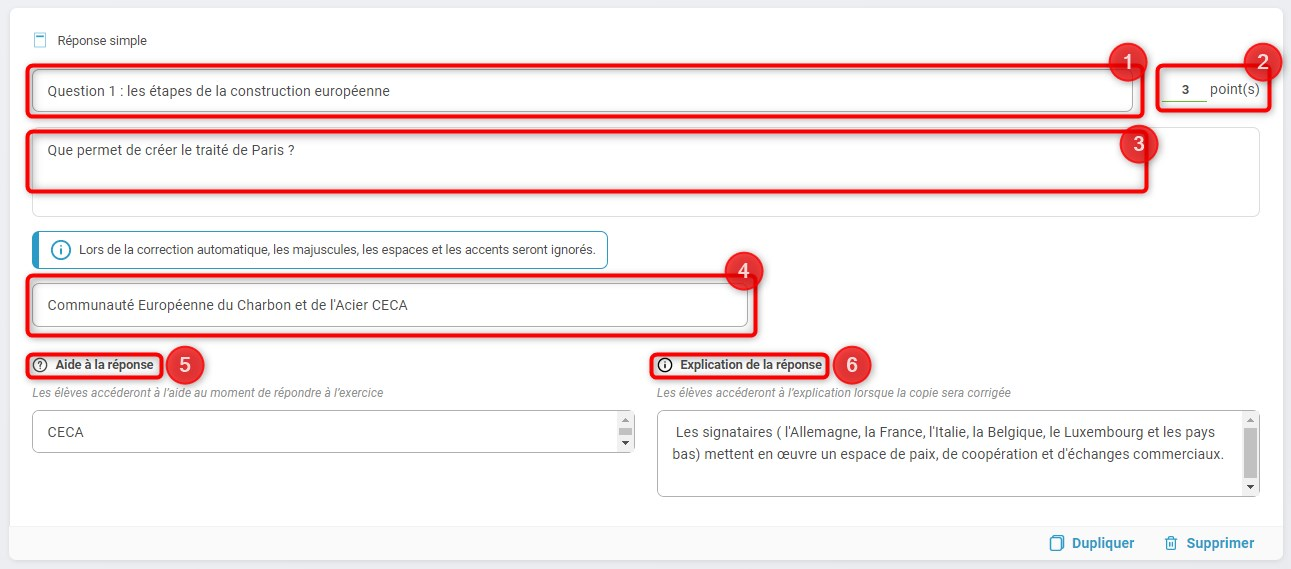 Réponse simple
1
2
Question 1 : les étapes de la construction européenne
3 point(s)
3
Que permet de créer le traité de Paris ?
Lors de la correction automatique, les majuscules, les espaces et les accents seront ignorés.
4
Communauté Européenne du Charbon et de l'Acier CECA
Aide à la réponse 5
Explication de la réponse 6
Les élèves accéderont à l'aide au moment de répondre à l'exercice
Les élèves accéderont à l'explication lorsque la copie sera corrigée
CECA
Les signataires ( l'Allemagne, la France, l'Italie, la Belgique, le Luxembourg et les pays
bas) mettent en œuvre un espace de paix, de coopération et d'échanges commerciaux.
Dupliquer Supprimer